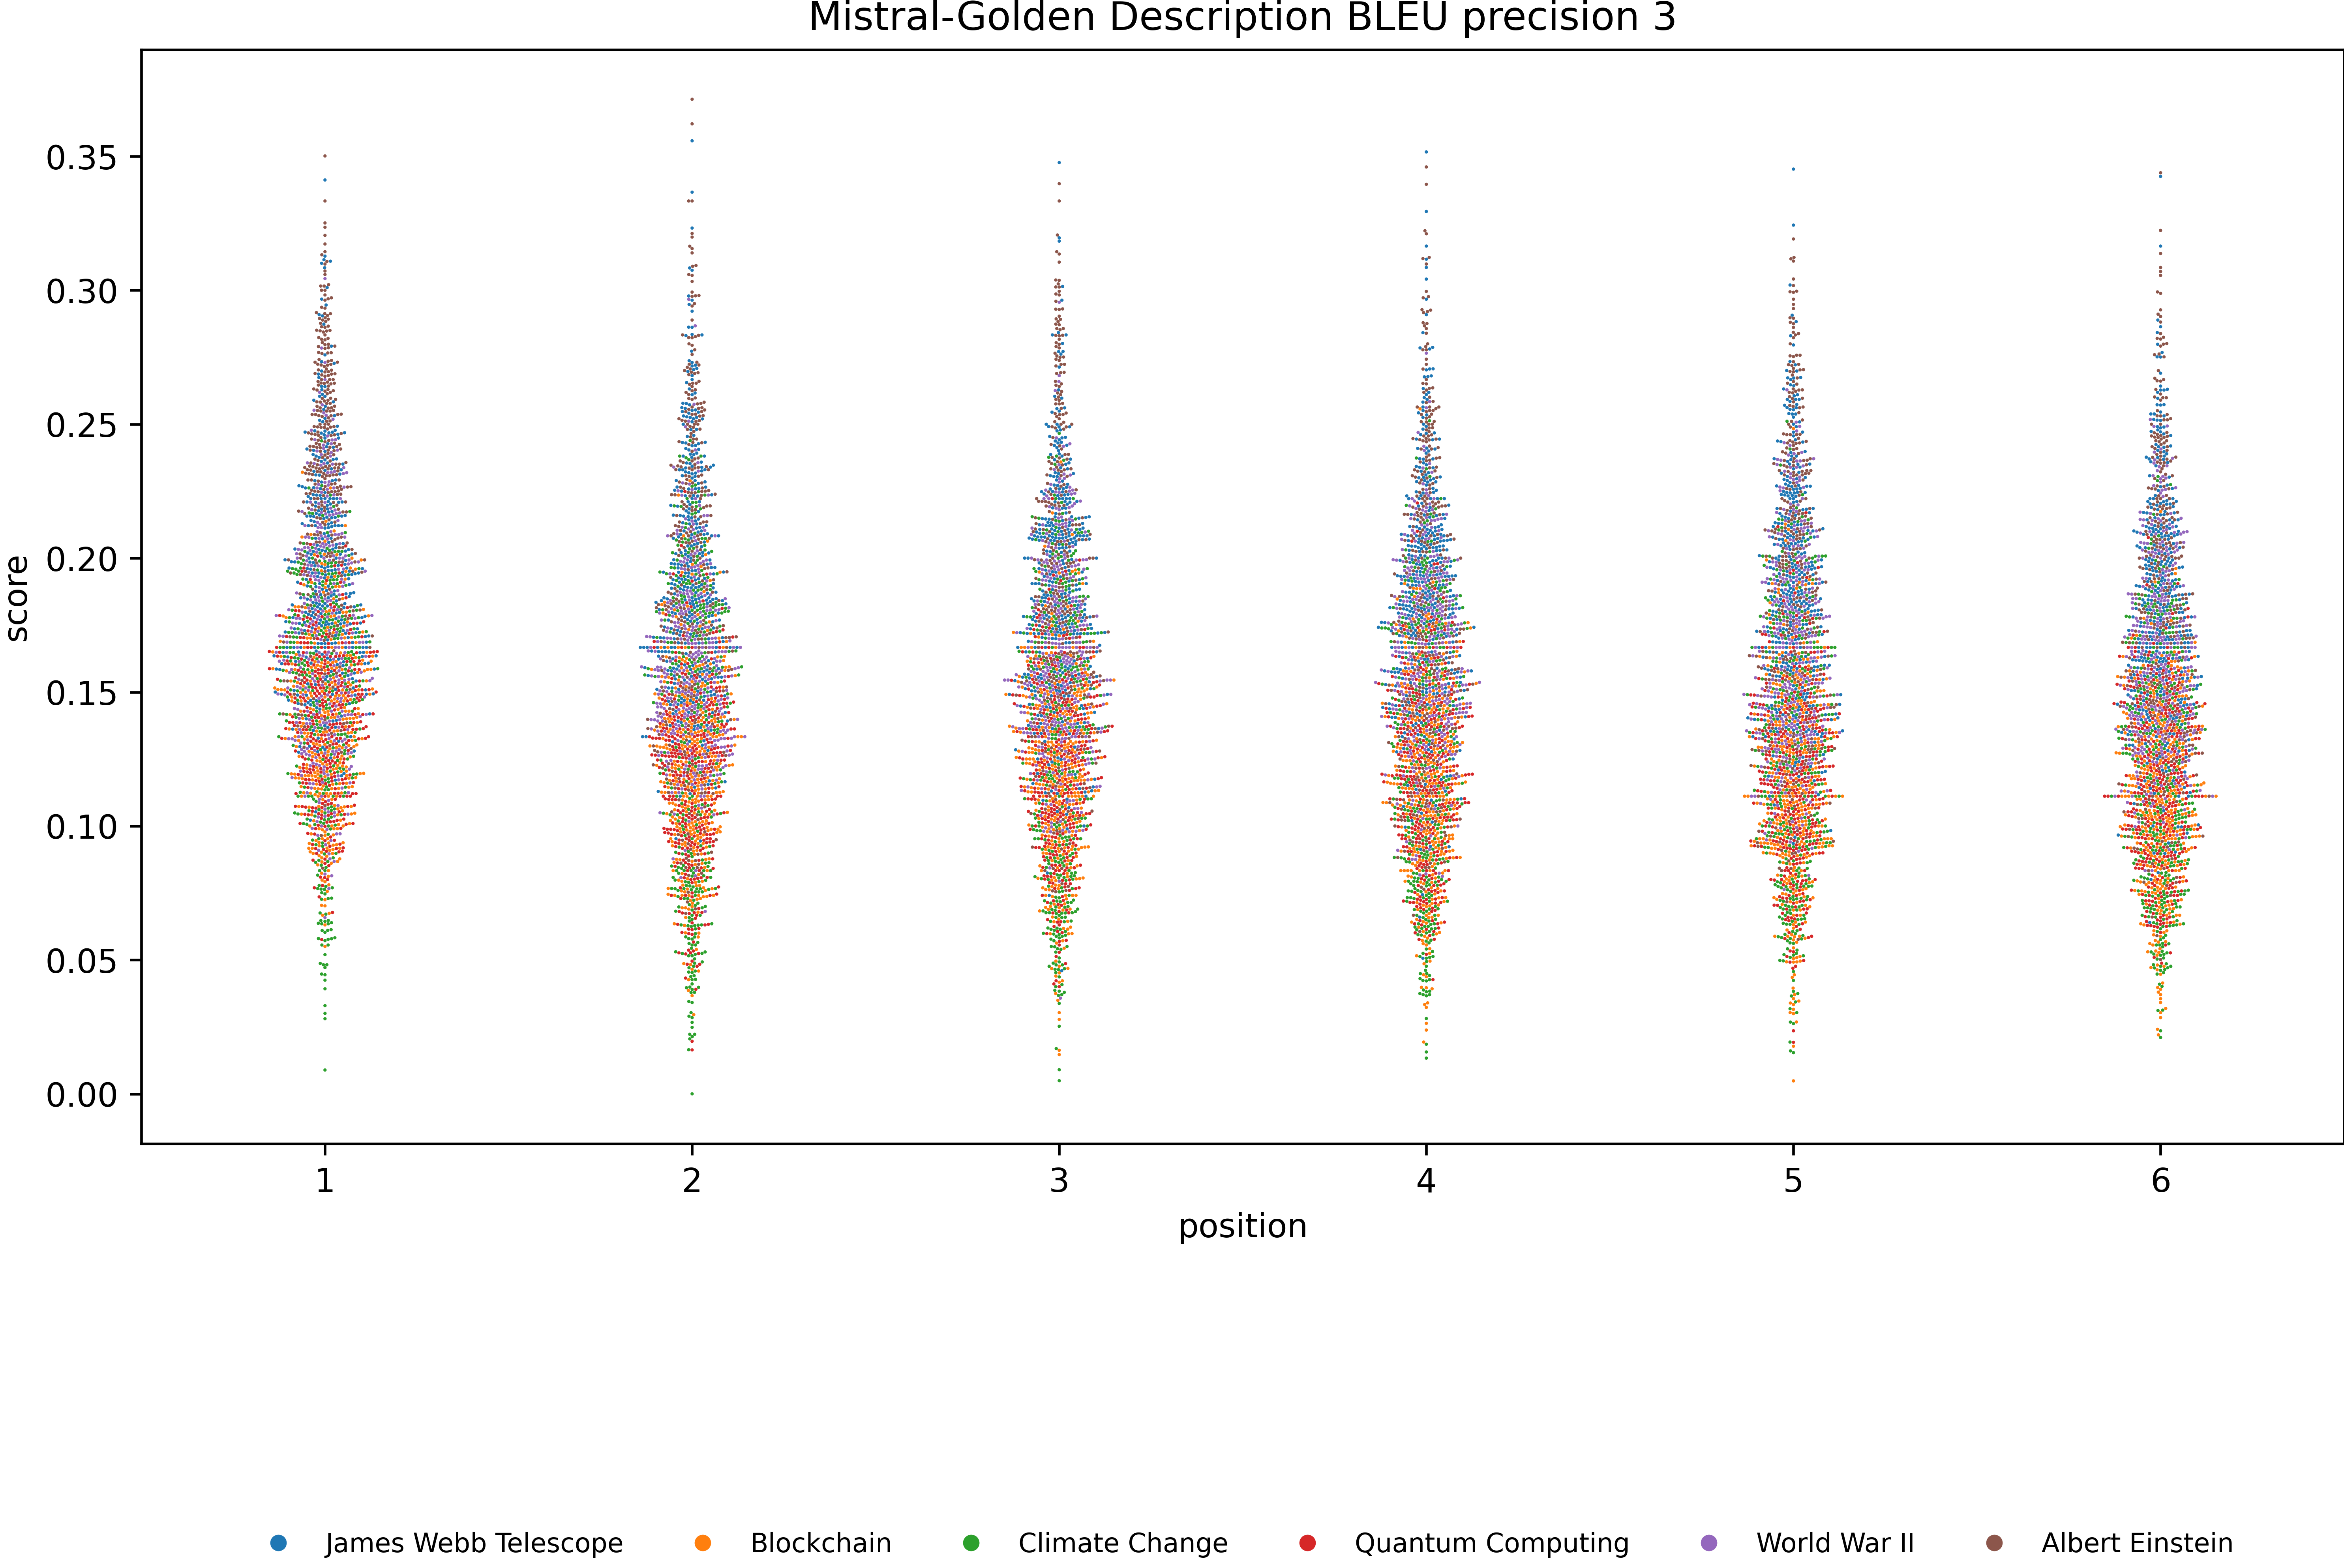 Mistral-Golden Description BLEU precision 3
score
0.35
0.30
0.25
0.20
0.15
0.10
0.05
0.00
1 2 3 4 5 6
position
James Webb Telescope Blockchain Climate Change Quantum Computing World War II Albert Einstein